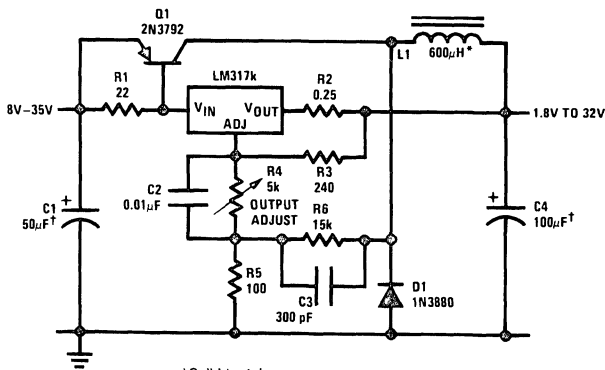 Q1
2N3792
L1
600μH*
R1
22
LM317k
VIN
VOUT
ADJ
R2
0.25
8V–35V
1.8V TO 32V
R4
5k
OUTPUT
ADJUST
R3
240
C2
0.01μF
R6
15k
C1
50μF†
+
C4
100μF†
+
R5
100
C3
300 pF
D1
1N3880